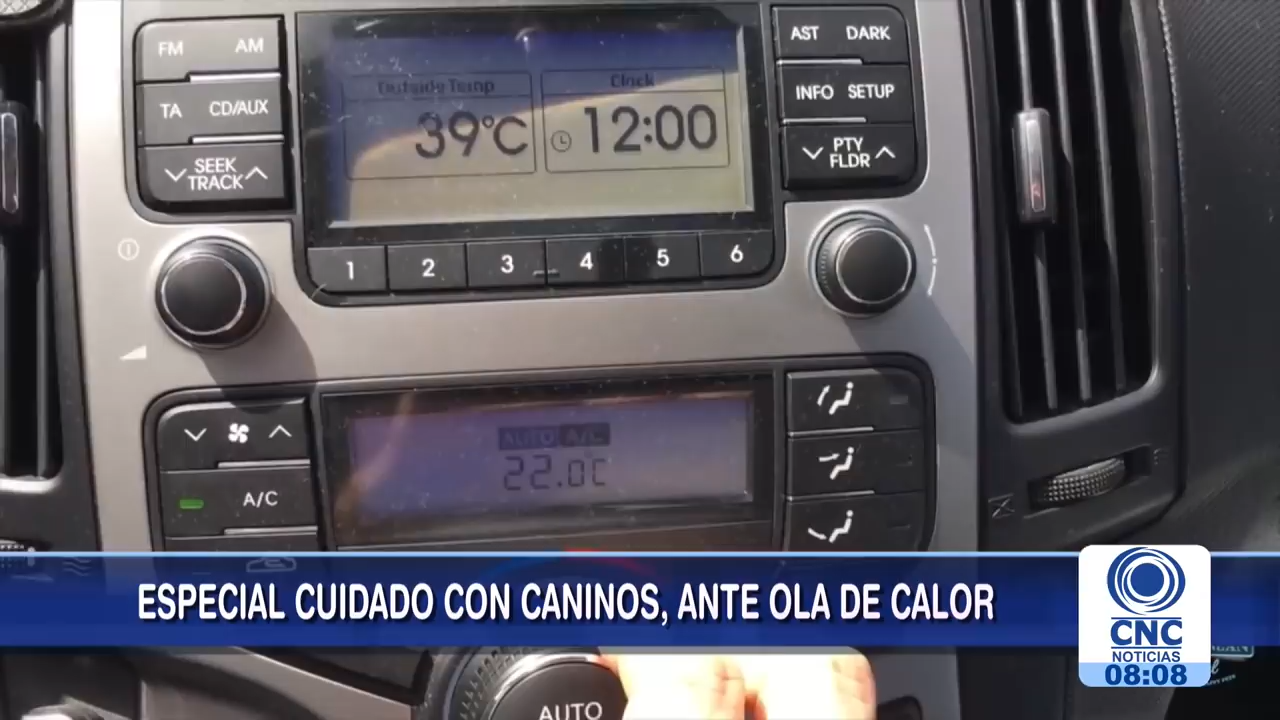 FM
AM
TA
CD/AUX
SEEK
TRACK
Outside Temp
39°C
Clock
12:00
AST
DARK
INFO
SETUP
PTY
FLDR
1
2
3
4
5
6
AUTO A/C
22.0°C
A/C
ESPECIAL CUIDADO CON CANINOS, ANTE OLA DE CALOR
CNC
NOTICIAS
08:08
AUTO